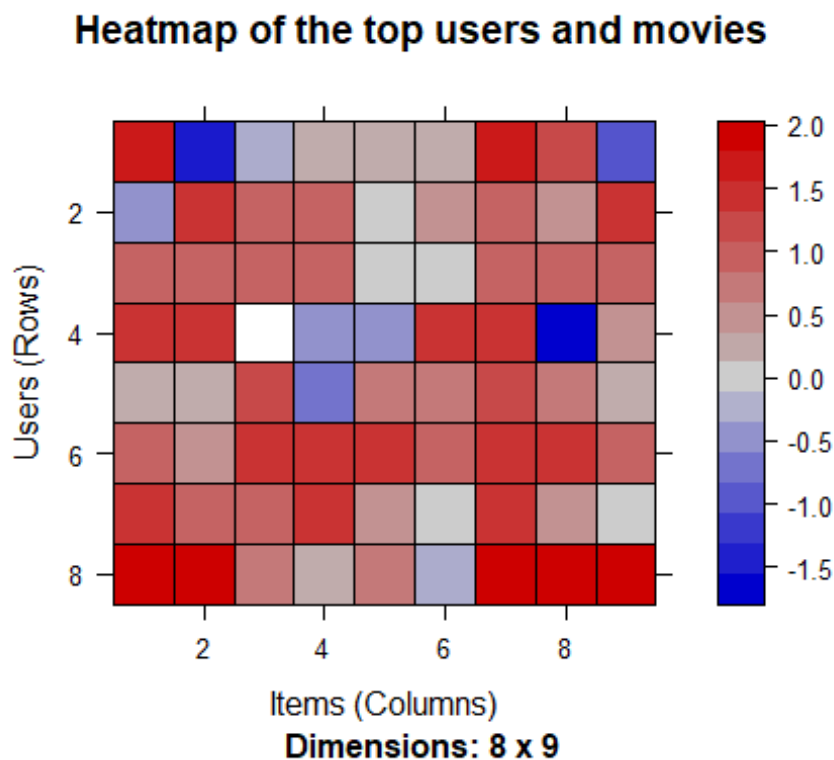 Heatmap of the top users and movies
2
4
6
8
Users (Rows)
2 4 6 8
Items (Columns)
Dimensions: 8 x 9
2.0
1.5
1.0
0.5
0.0
-0.5
-1.0
-1.5